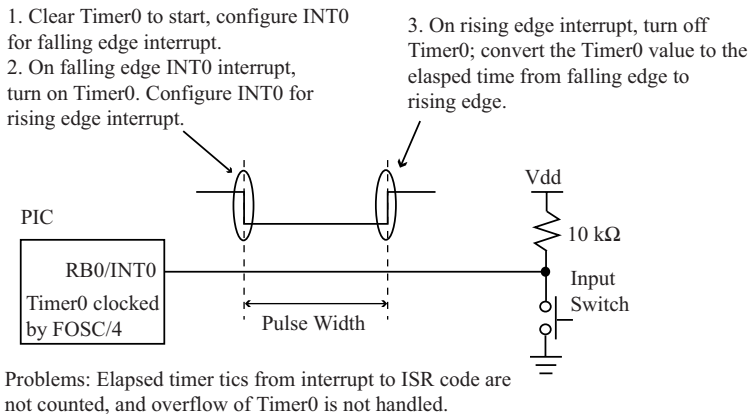 1. Clear Timer0 to start, configure INT0
for falling edge interrupt.
2. On falling edge INT0 interrupt,
turn on Timer0. Configure INT0 for
rising edge interrupt.
3. On rising edge interrupt, turn off
Timer0; convert the Timer0 value to the
elasped time from falling edge to
rising edge.
Vdd
PIC
10 kΩ
RB0/INT0
Input
Switch
Timer0 clocked
by FOSC/4
Pulse Width
Problems: Elapsed timer tics from interrupt to ISR code are
not counted, and overflow of Timer0 is not handled.